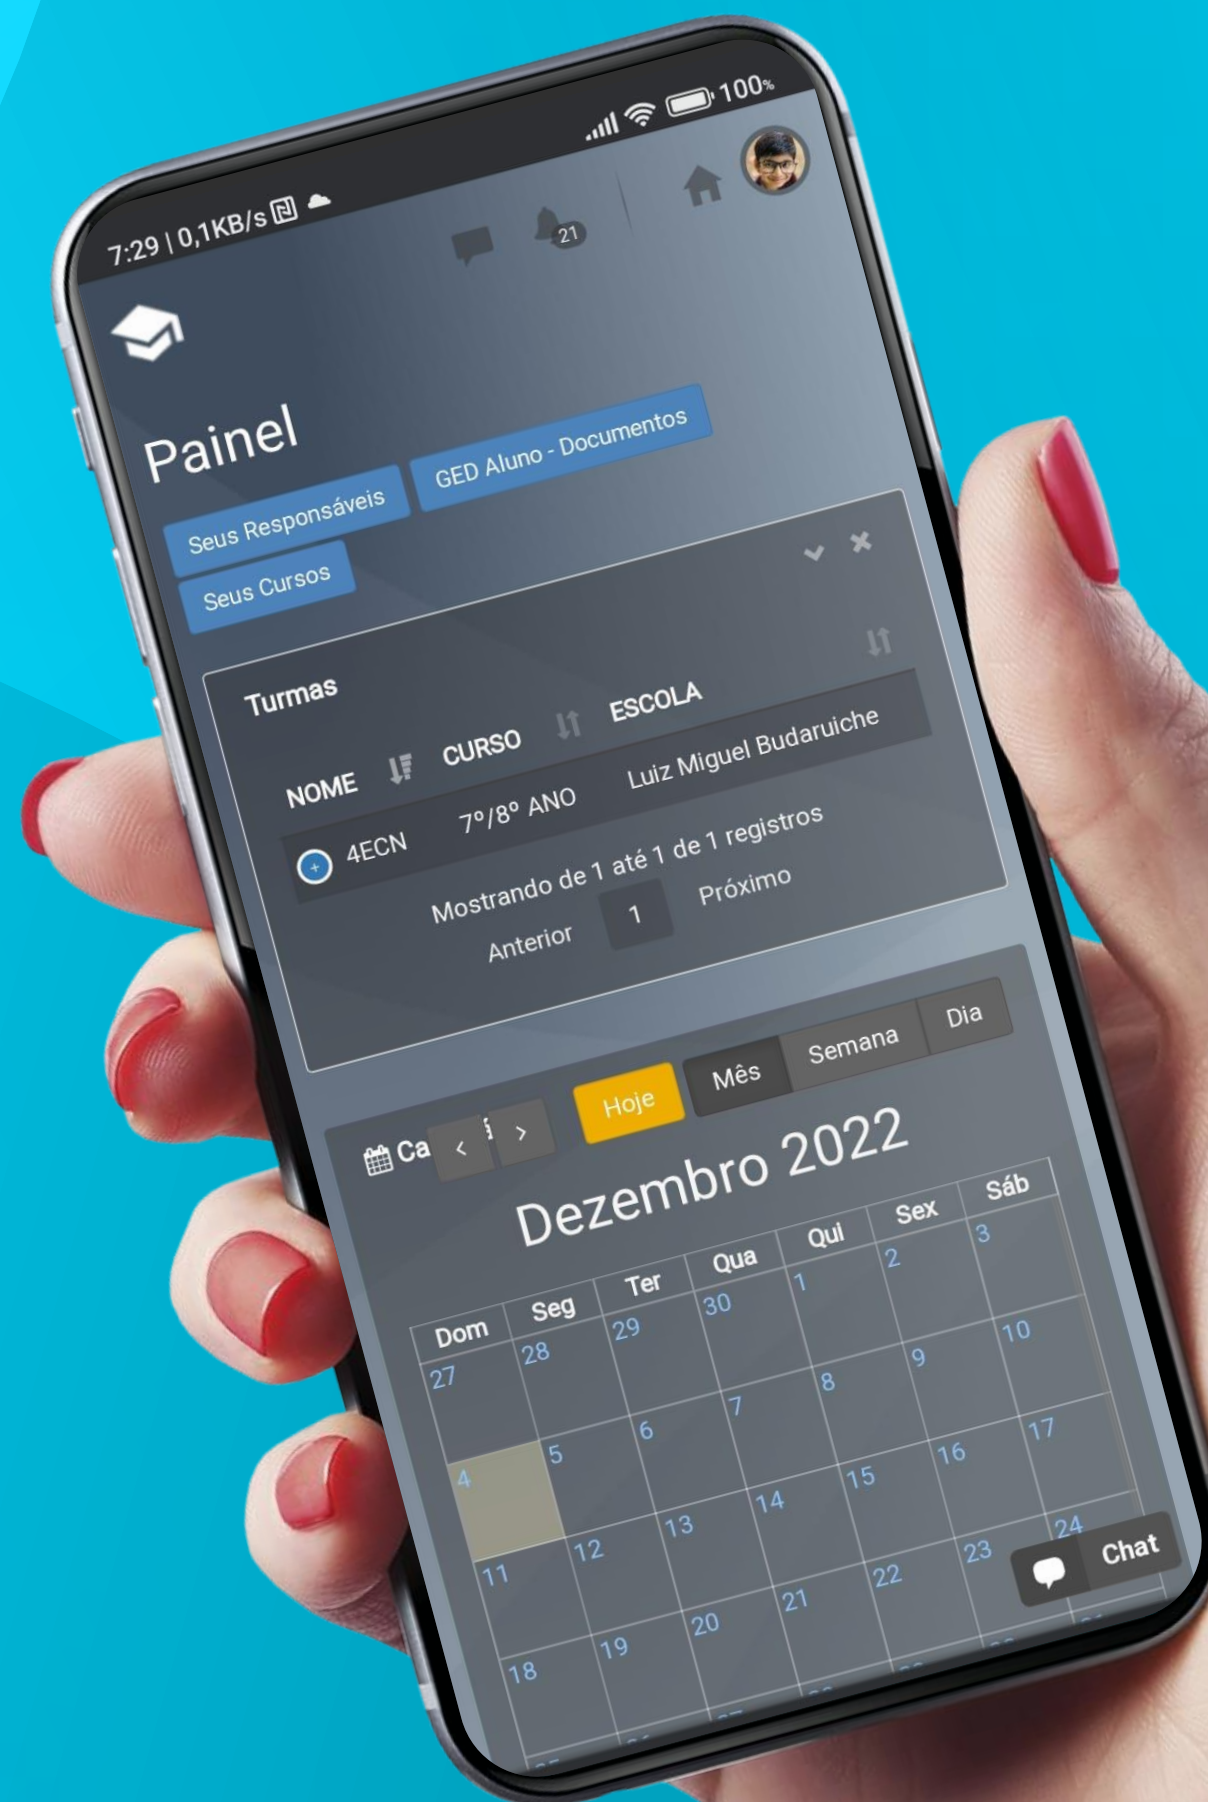 7:29 | 0,1KB/s
100%
21
Painel
Seus Responsáveis
GED Aluno - Documentos
Seus Cursos
Turmas
NOME CURSO ESCOLA
4ECN 7º/8º ANO Luiz Miguel Budaruiche
Mostrando de 1 até 1 de 1 registros
Anterior 1 Próximo
Ca
< >
Hoje
Mês Semana Dia
Dezembro 2022
Dom Seg Ter Qua Qui Sex Sáb
27 28 29 30 1 2 3
4 5 6 7 8 9 10
11 12 13 14 15 16 17
18 19 20 21 22 23 24
Chat